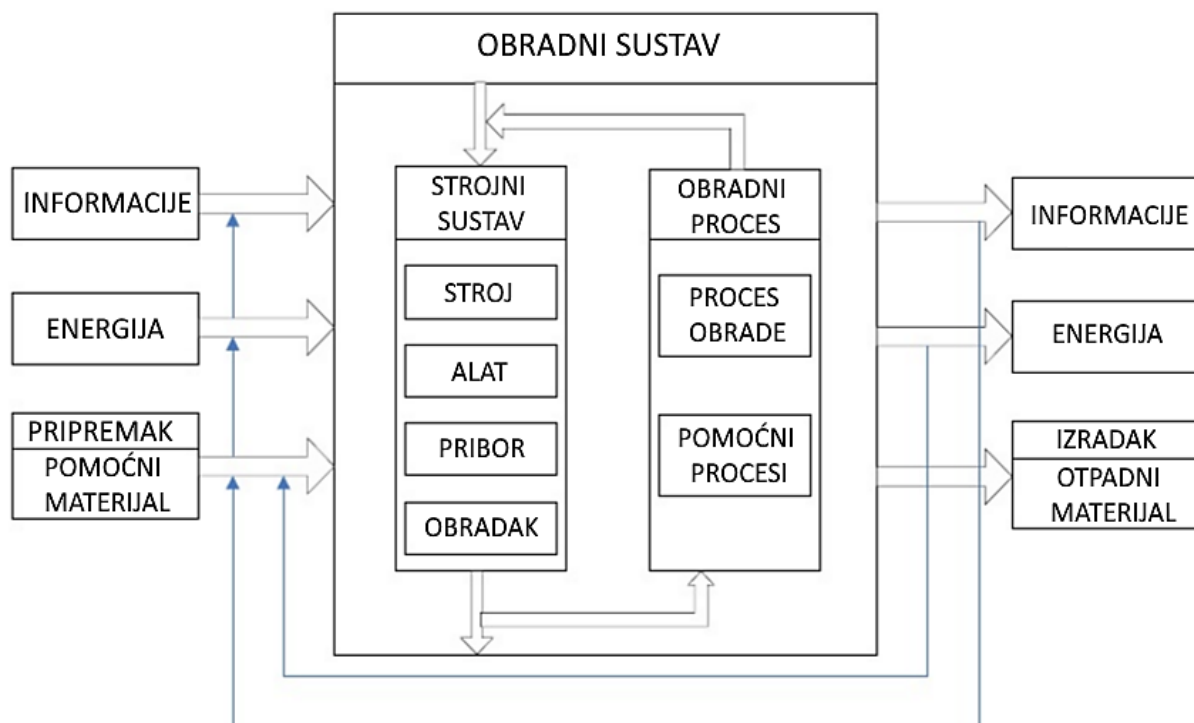 OBRADNI SUSTAV
INFORMACIJE
ENERGIJA
PRIPREMAK
POMOĆNI
MATERIJAL
STROJNI
SUSTAV
STROJ
ALAT
PRIBOR
OBRADAK
OBRADNI
PROCES
PROCES
OBRADE
POMOĆNI
PROCESI
INFORMACIJE
ENERGIJA
IZRADAK
OTPADNI
MATERIJAL